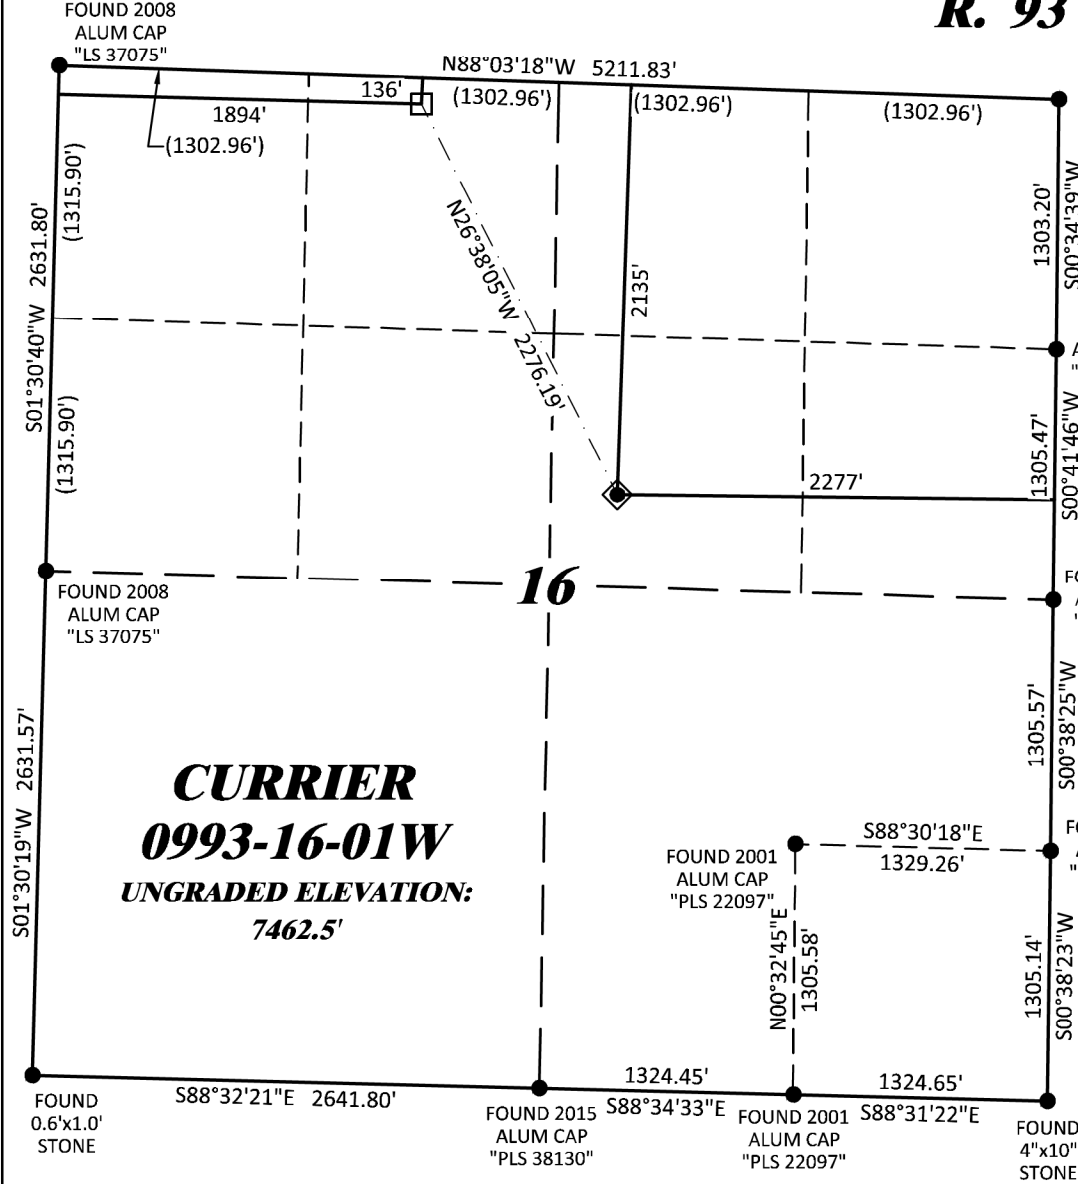 FOUND 2008
ALUM CAP
"LS 37075"
R. 93
N88°03'18"W 5211.83'
136'
(1302.96')
(1302.96')
(1302.96')
1894'
(1302.96')
(1315.90')
S01°30'40"W 2631.80'
(1315.90')
N26°38'05"W 2276.19'
2135'
1303.20'
S00°34'39"W
1305.47'
S00°41'46"W
2277'
16
FOUND 2008
ALUM CAP
"LS 37075"
S01°30'19"W 2631.57'
CURRIER
0993-16-01W
UNGRADED ELEVATION:
7462.5'
1305.57'
S00°38'25"W
S88°30'18"E
1329.26'
FOUND 2001
ALUM CAP
"PLS 22097"
N00°32'45"E
1305.58'
1305.14'
S00°38'23"W
S88°32'21"E 2641.80'
1324.45'
S88°34'33"E
1324.65'
S88°31'22"E
FOUND
0.6'x1.0'
STONE
FOUND 2015
ALUM CAP
"PLS 38130"
FOUND 2001
ALUM CAP
"PLS 22097"
FOUND
4"x10"
STONE